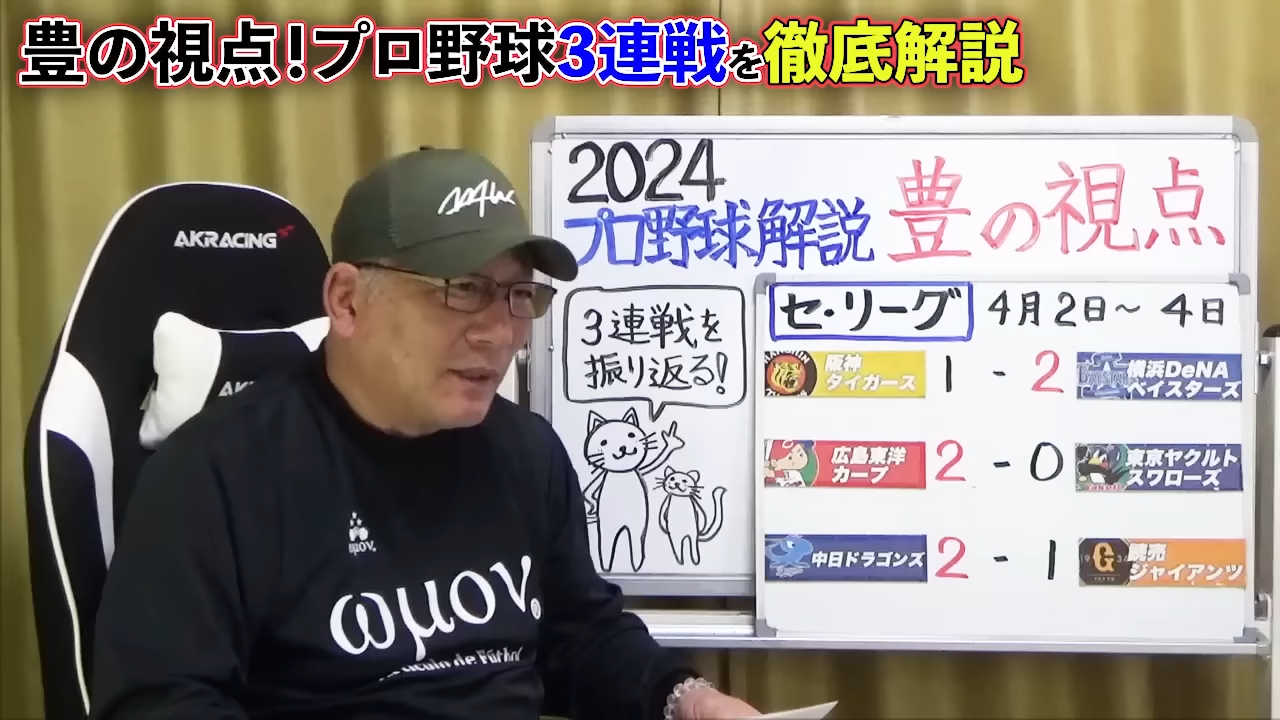 豊の視点！プロ野球3連戦を徹底解説
2024
プロ野球解説 豊の視点
3連戦を
振り返る！
セ・リーグ 4月2日～4日
阪神
タイガース
1 - 2
横浜DeNA
ベイスターズ
広島東洋
カープ
2 - 0
東京ヤクルト
スワローズ
中日ドラゴンズ
2 - 1
読売
ジャイアンツ
AKRACING
ωμον.
ωμον.®